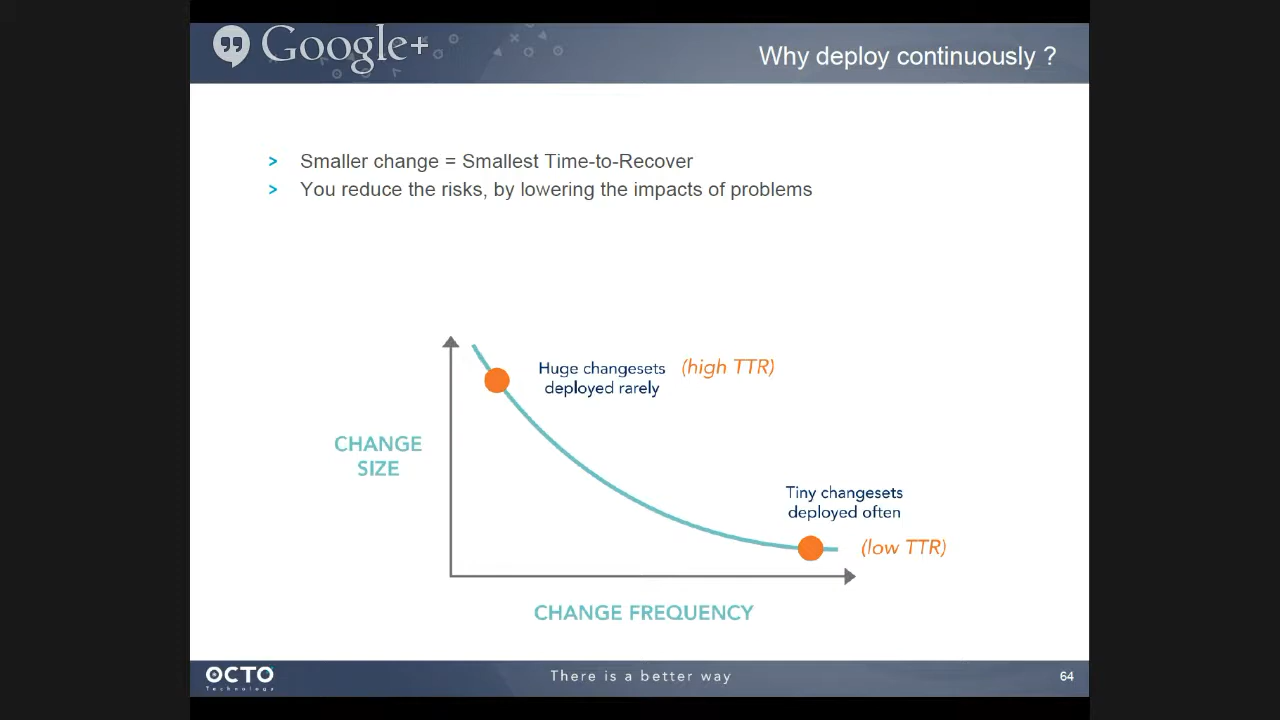 Google+
Why deploy continuously ?
> Smaller change = Smallest Time-to-Recover
> You reduce the risks, by lowering the impacts of problems
Huge changesets (high TTR)
deployed rarely
CHANGE
SIZE
Tiny changesets
deployed often
(low TTR)
CHANGE FREQUENCY
OCTO
Technology
There is a better way
64